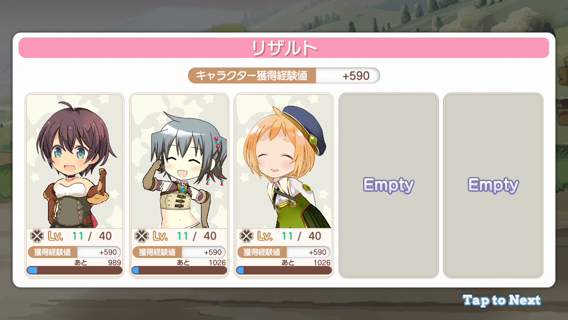 リザルト
キャラクター獲得経験値 +590
Lv. 11 / 40
獲得経験値 +590
あと 989
Lv. 11 / 40
獲得経験値 +590
あと 1026
Lv. 11 / 40
獲得経験値 +590
あと 1026
Empty
Empty
Tap to Next